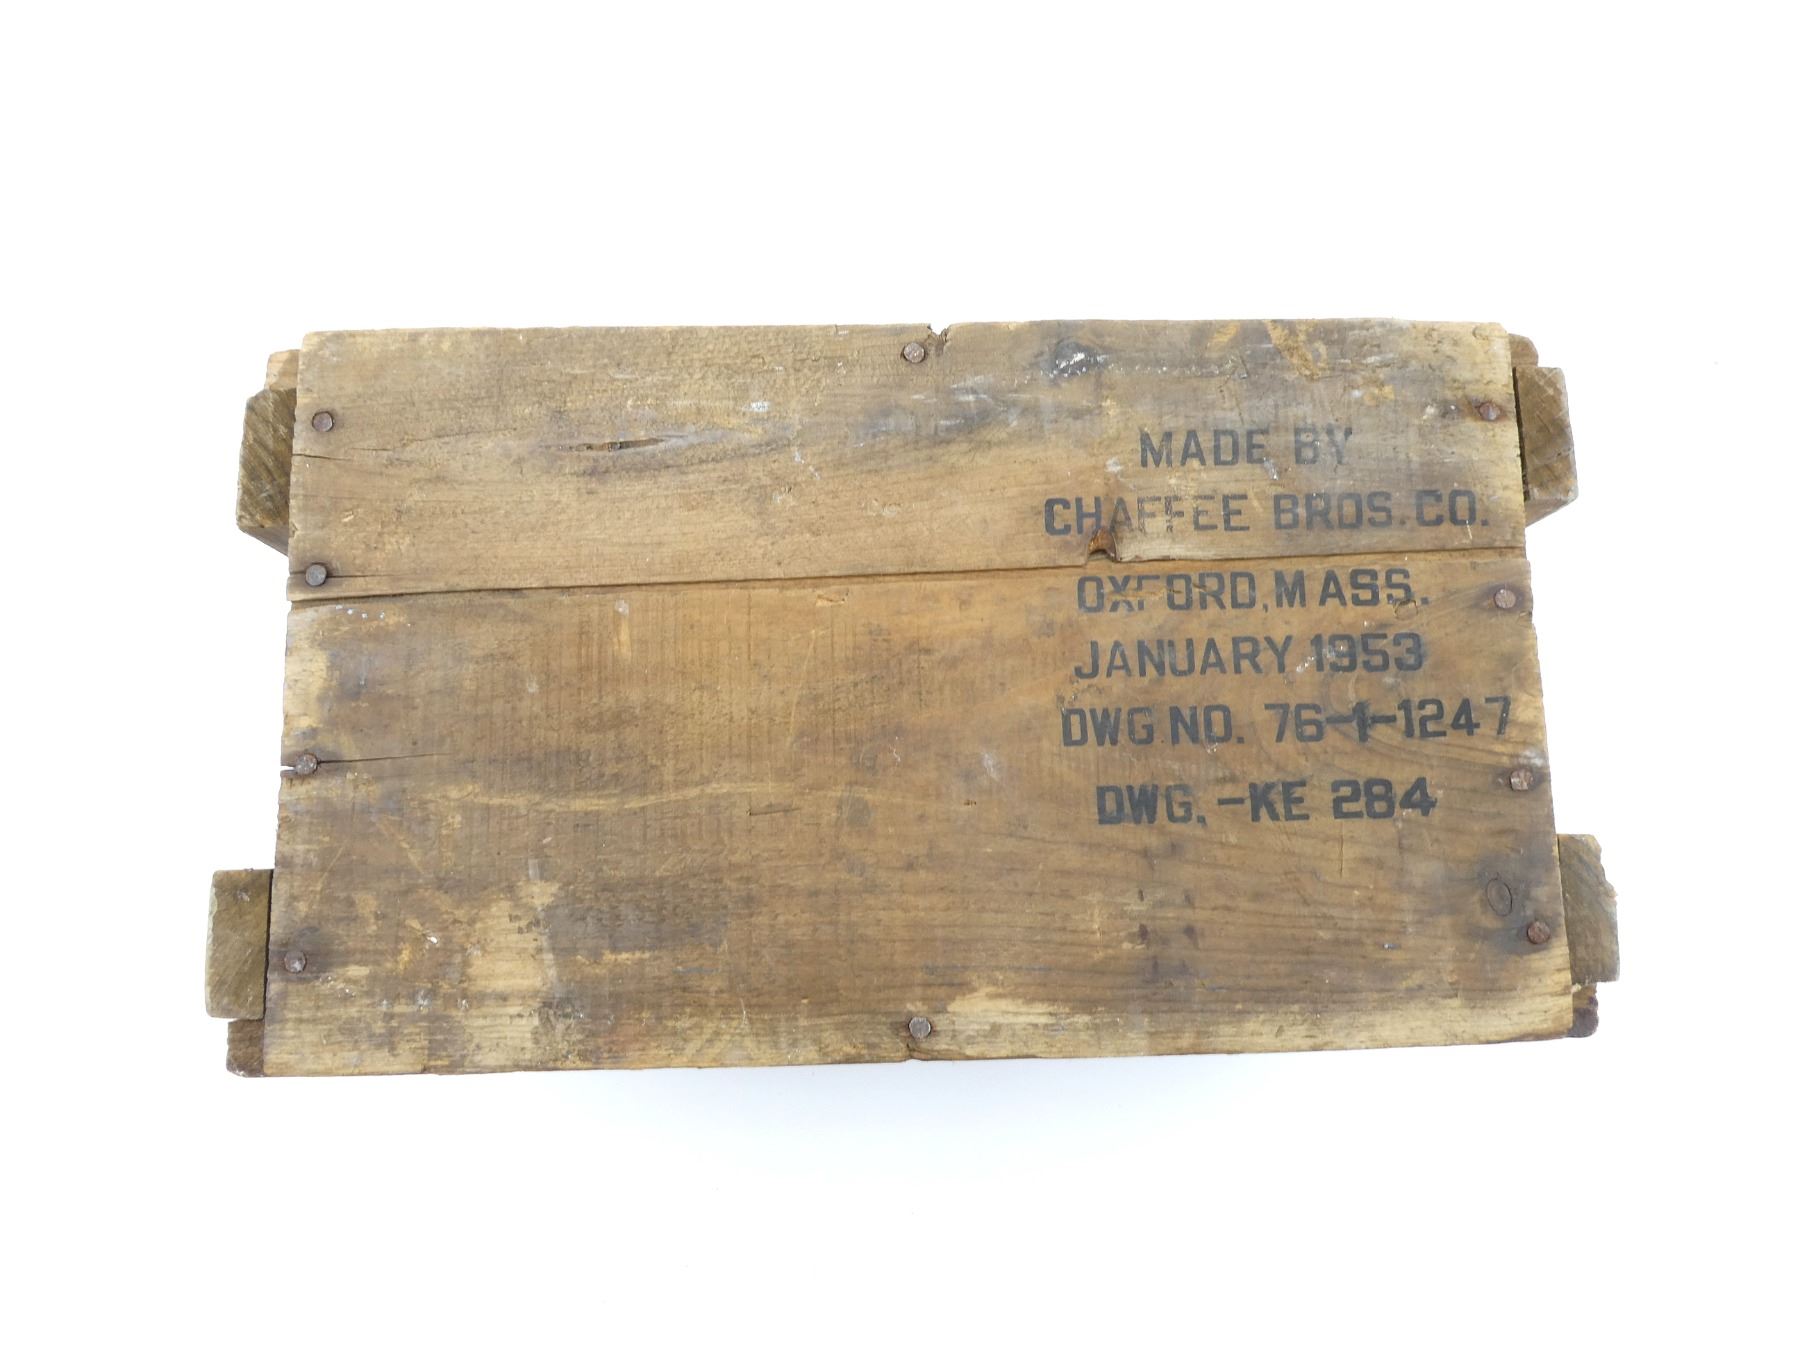 MADE BY
CHAFFEE BROS. CO.
OXFORD, MASS.
JANUARY 1953
DWG NO. 76-1-1247
DWG. -KE 284